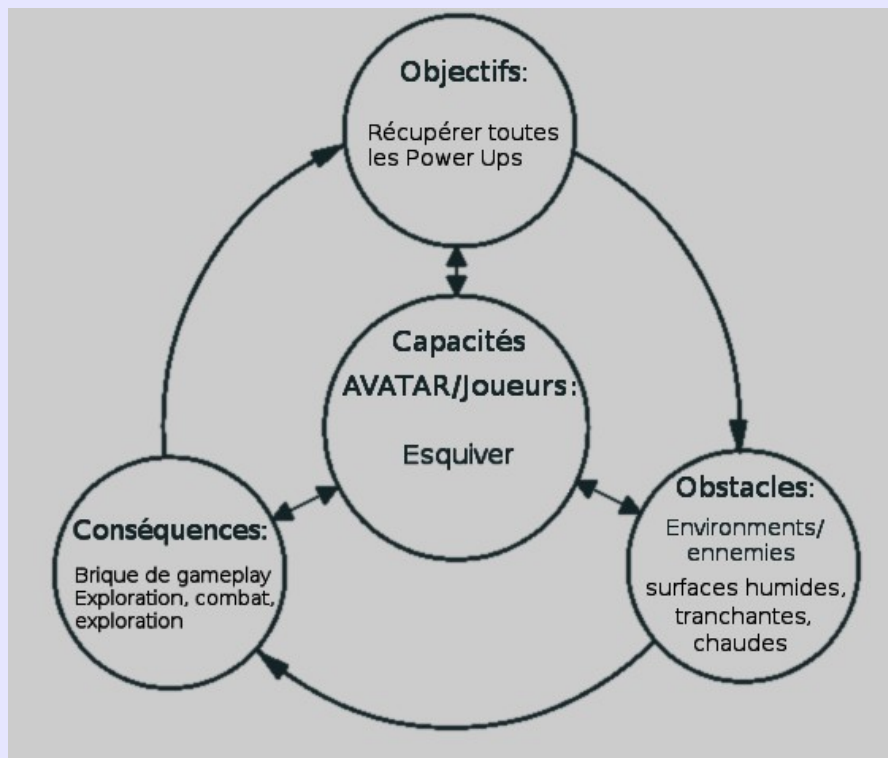 Objectifs:
Récupérer toutes
les Power Ups
Capacités
AVATAR/Joueurs:
Esquiver
Obstacles:
Environments/
ennemies
surfaces humides,
tranchantes,
chaudes
Conséquences:
Brique de gameplay
Exploration, combat,
exploration